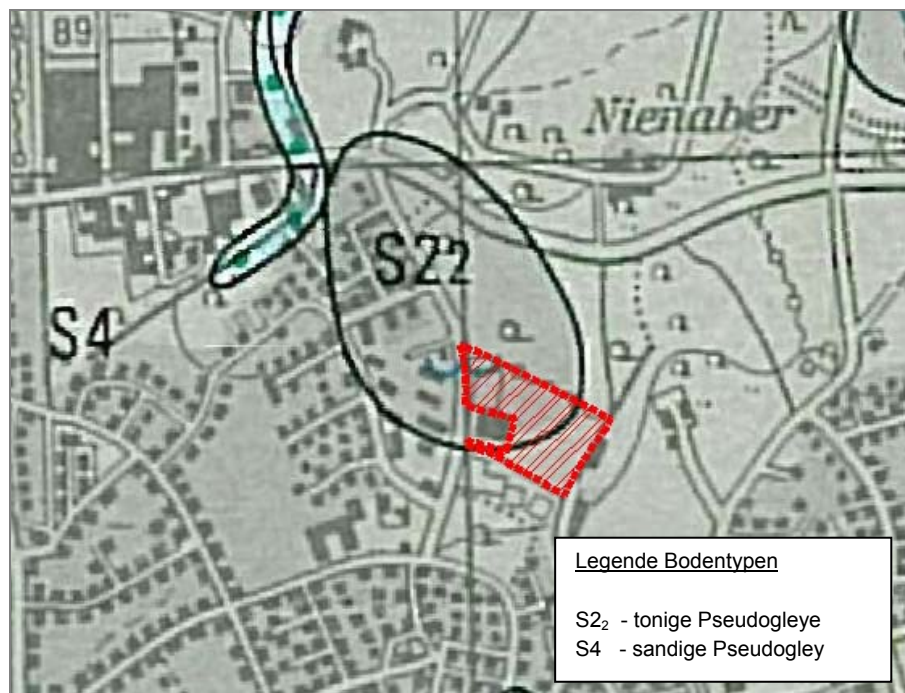 89
Nienaber
S22
S4
Legende Bodentypen
S2₂ - tonige Pseudogleye
S4 - sandige Pseudogley